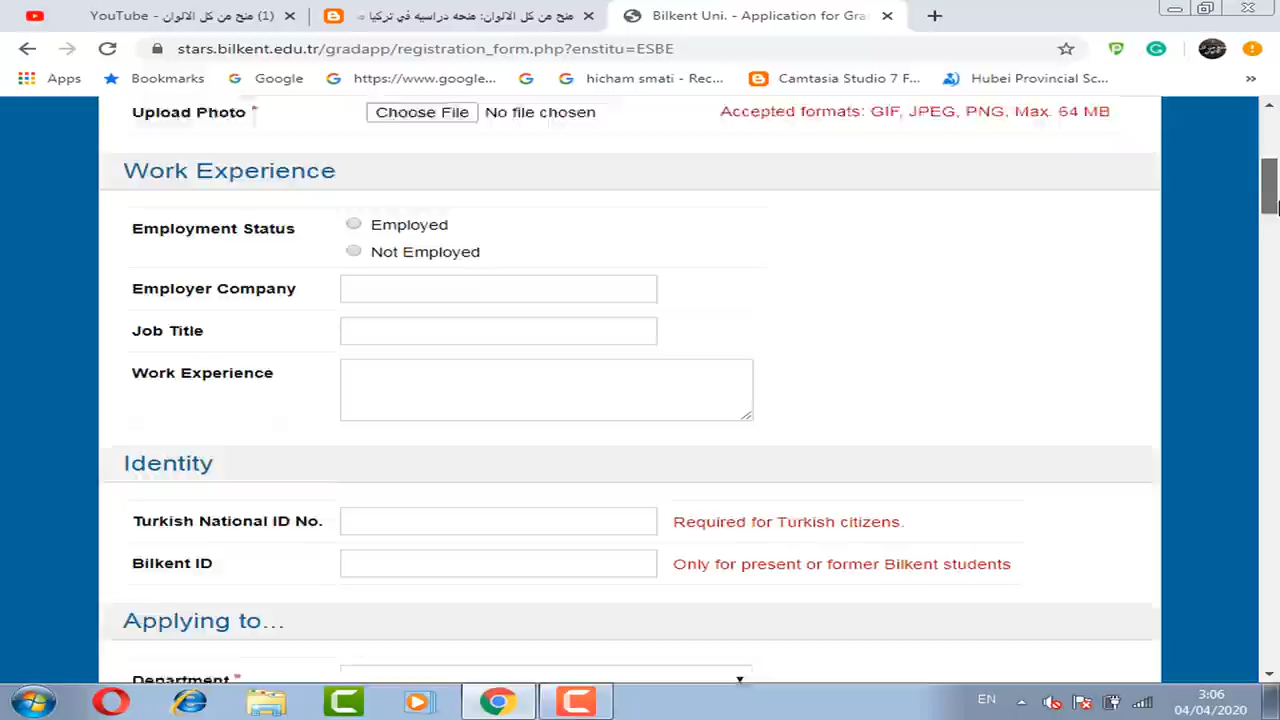 YouTube - منح من كل الالوان (1)
منح من كل الالوان: منحه دراسيه في تركيا
Bilkent Uni. - Application for Gra
stars.bilkent.edu.tr/gradapp/registration_form.php?enstitu=ESBE
Apps
Bookmarks
Google
https://www.google...
hicham smati - Rec...
Camtasia Studio 7 F...
Hubei Provincial Sc...
»
Upload Photo *
Choose File No file chosen
Accepted formats: GIF, JPEG, PNG, Max. 64 MB
Work Experience
Employment Status
Employed
Not Employed
Employer Company
Job Title
Work Experience
Identity
Turkish National ID No.
Required for Turkish citizens.
Bilkent ID
Only for present or former Bilkent students
Applying to...
Department *
EN
3:06
04/04/2020